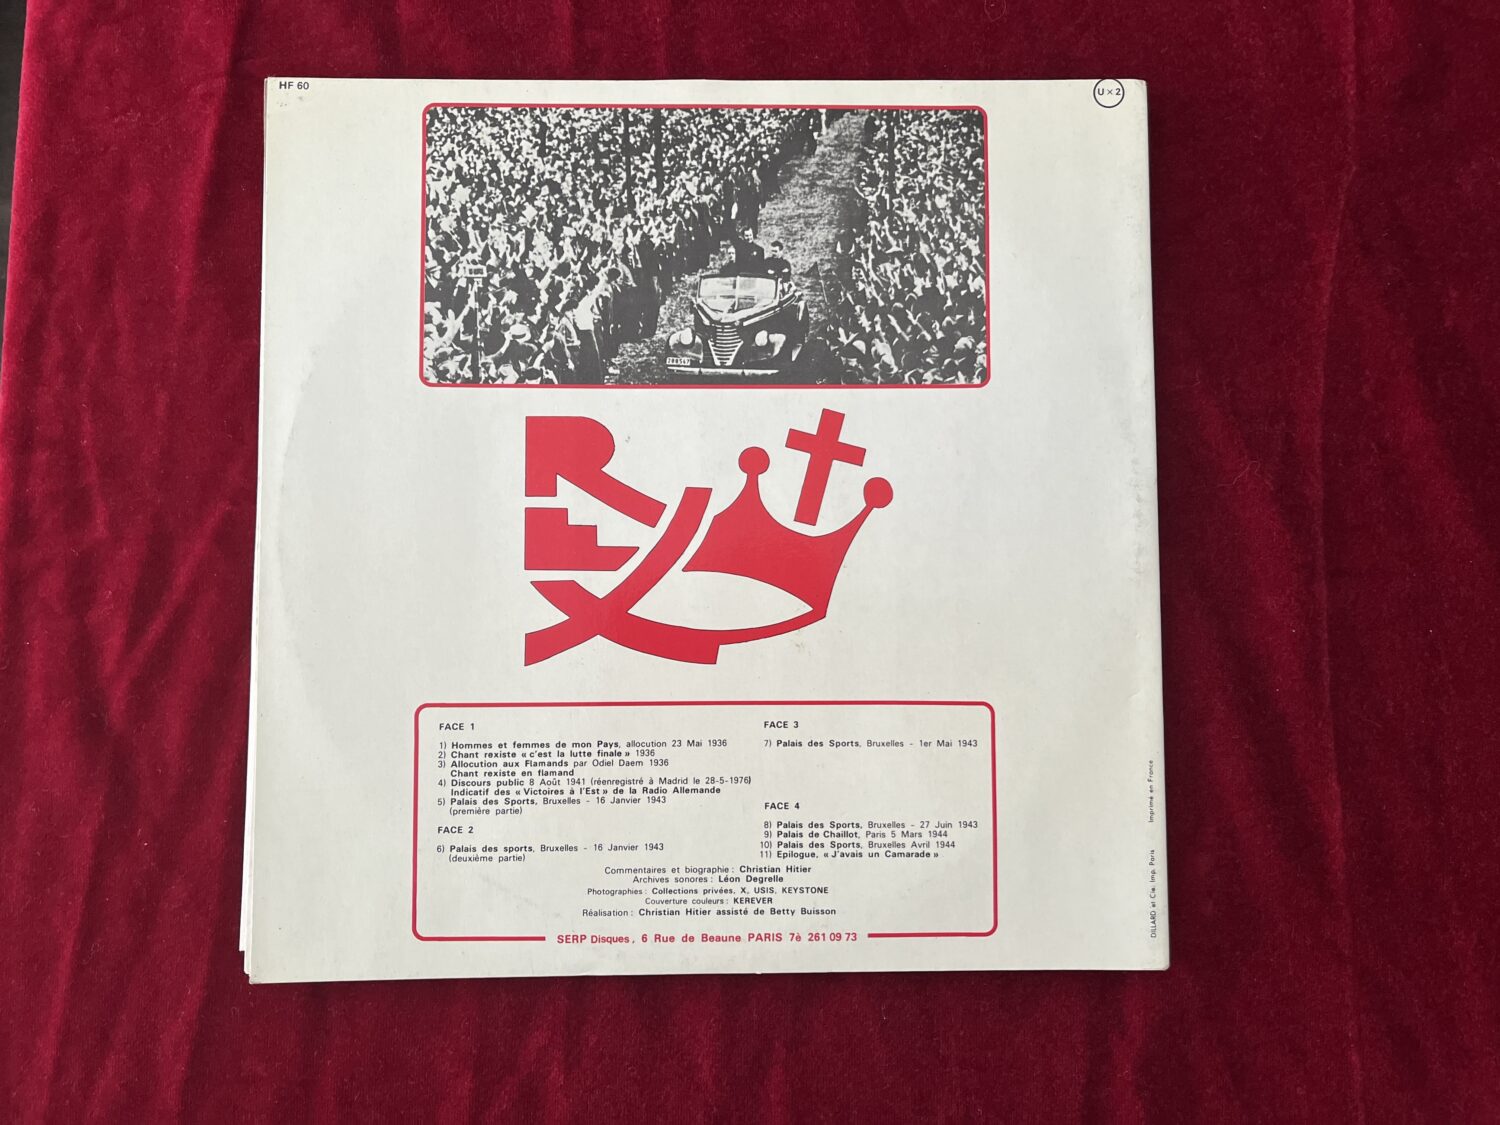 HF 60
U x 2
288547
REX
FACE 1
1) Hommes et femmes de mon Pays, allocution 23 Mai 1936
2) Chant rexiste « c'est la lutte finale » 1936
3) Allocution aux Flamands par Odiel Daem 1936
Chant rexiste en flamand
4) Discours public 8 Août 1941 (réenregistré à Madrid le 28-5-1976)
Indicatif des « Victoires à l'Est » de la Radio Allemande
5) Palais des Sports, Bruxelles - 16 Janvier 1943
(première partie)
FACE 2
6) Palais des sports, Bruxelles - 16 Janvier 1943
(deuxième partie)
FACE 3
7) Palais des Sports, Bruxelles - 1er Mai 1943
FACE 4
8) Palais des Sports, Bruxelles - 27 Juin 1943
9) Palais de Chaillot, Paris 5 Mars 1944
10) Palais des Sports, Bruxelles Avril 1944
11) Epilogue, « J'avais un Camarade »
Commentaires et biographie : Christian Hitier
Archives sonores : Léon Degrelle
Photographies : Collections privées, X, USIS, KEYSTONE
Couverture couleurs : KEREVER
Réalisation : Christian Hitier assisté de Betty Buisson
SERP Disques, 6 Rue de Beaune PARIS 7è 261 09 73
DILLARD et Cie. Imp. Paris Imprimé en France